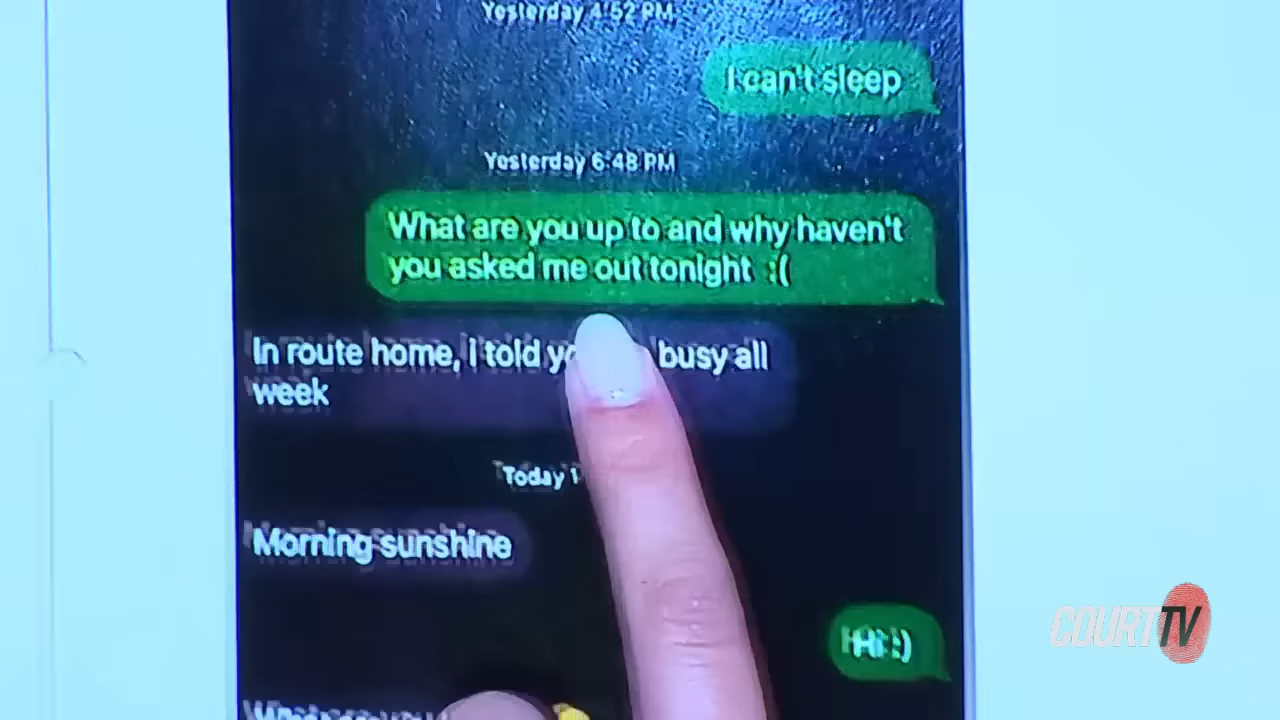 Yesterday 4:52 PM
I can't sleep
Yesterday 6:48 PM
What are you up to and why haven't
you asked me out tonight :(
In route home, i told busy all
week
Today
Morning sunshine
Hi :)
COURT TV